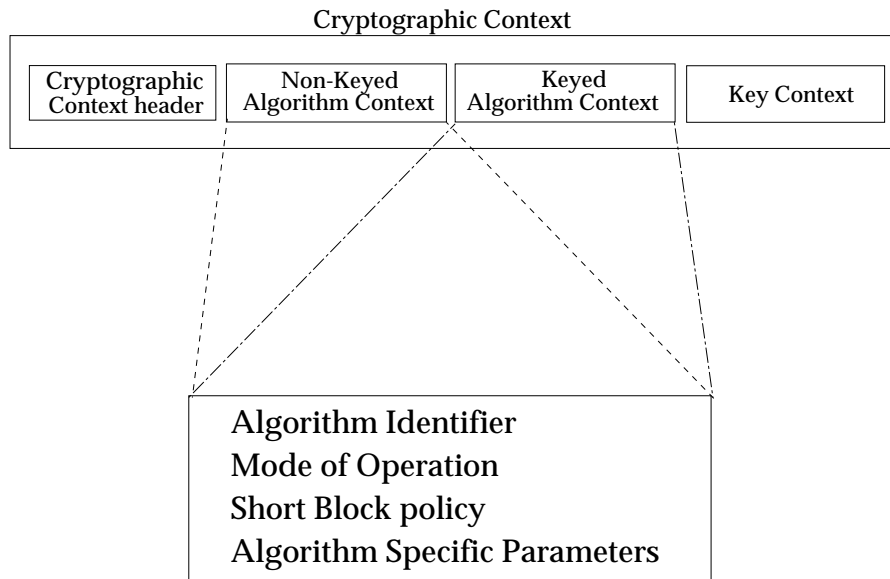 Cryptographic Context
Cryptographic
Context header
Non-Keyed
Algorithm Context
Keyed
Algorithm Context
Key Context
Algorithm Identifier
Mode of Operation
Short Block policy
Algorithm Specific Parameters